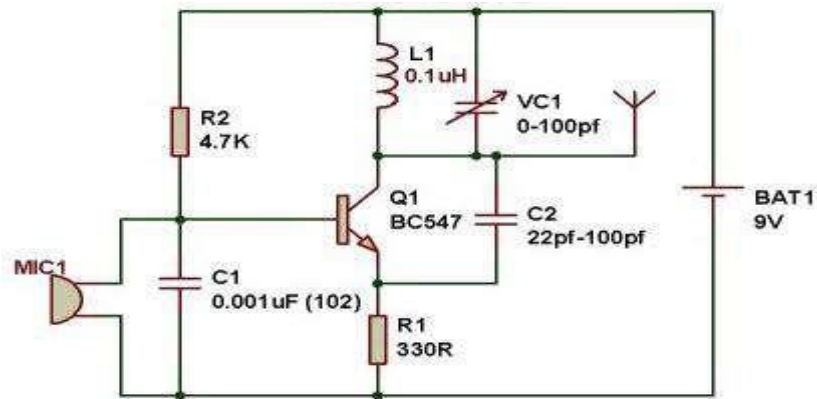 L1
0.1uH
VC1
0-100pf
R2
4.7K
Q1
BC547
C2
22pf-100pf
BAT1
9V
MIC1
C1
0.001uF (102)
R1
330R